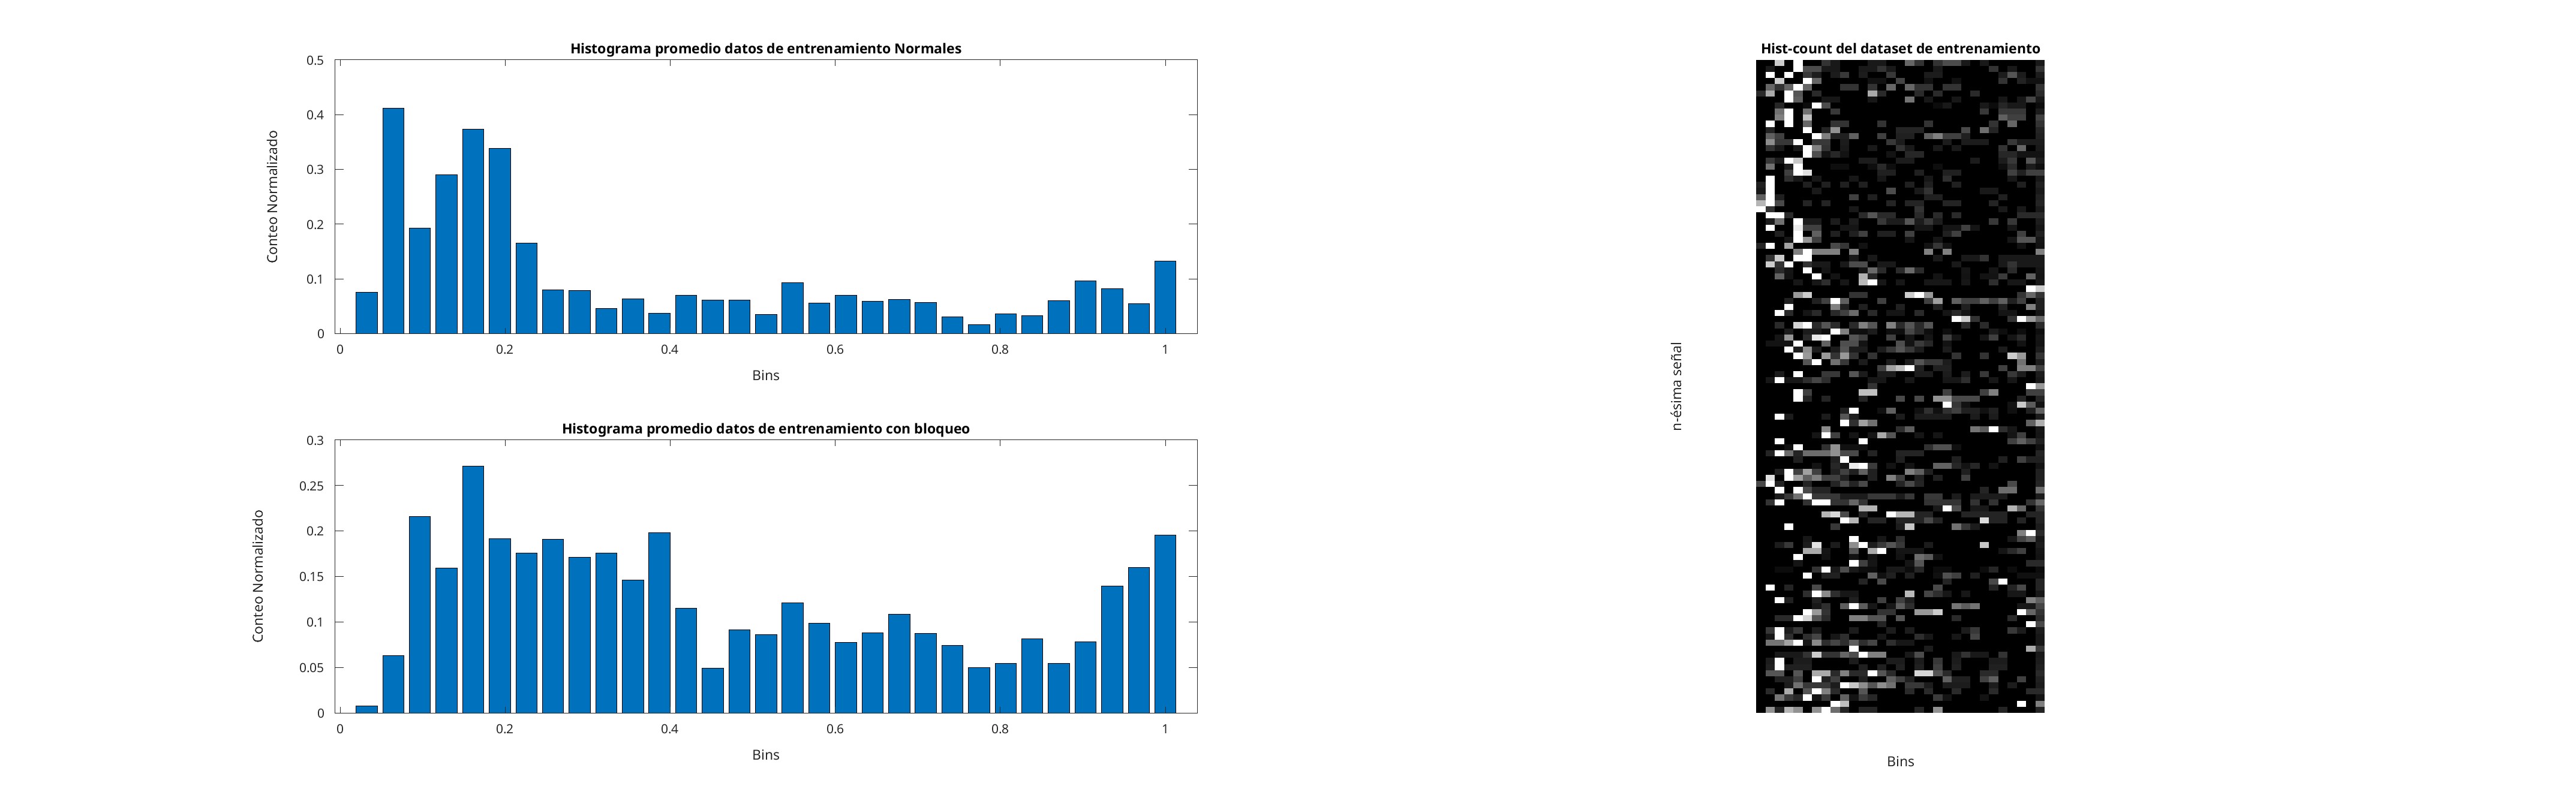 Histograma promedio datos de entrenamiento Normales
0.5
0.4
0.3
0.2
0.1
0
Conteo Normalizado
0 0.2 0.4 0.6 0.8 1
Bins
Histograma promedio datos de entrenamiento con bloqueo
0.3
0.25
0.2
0.15
0.1
0.05
0
Conteo Normalizado
0 0.2 0.4 0.6 0.8 1
Bins
Hist-count del dataset de entrenamiento
n-ésima señal
Bins